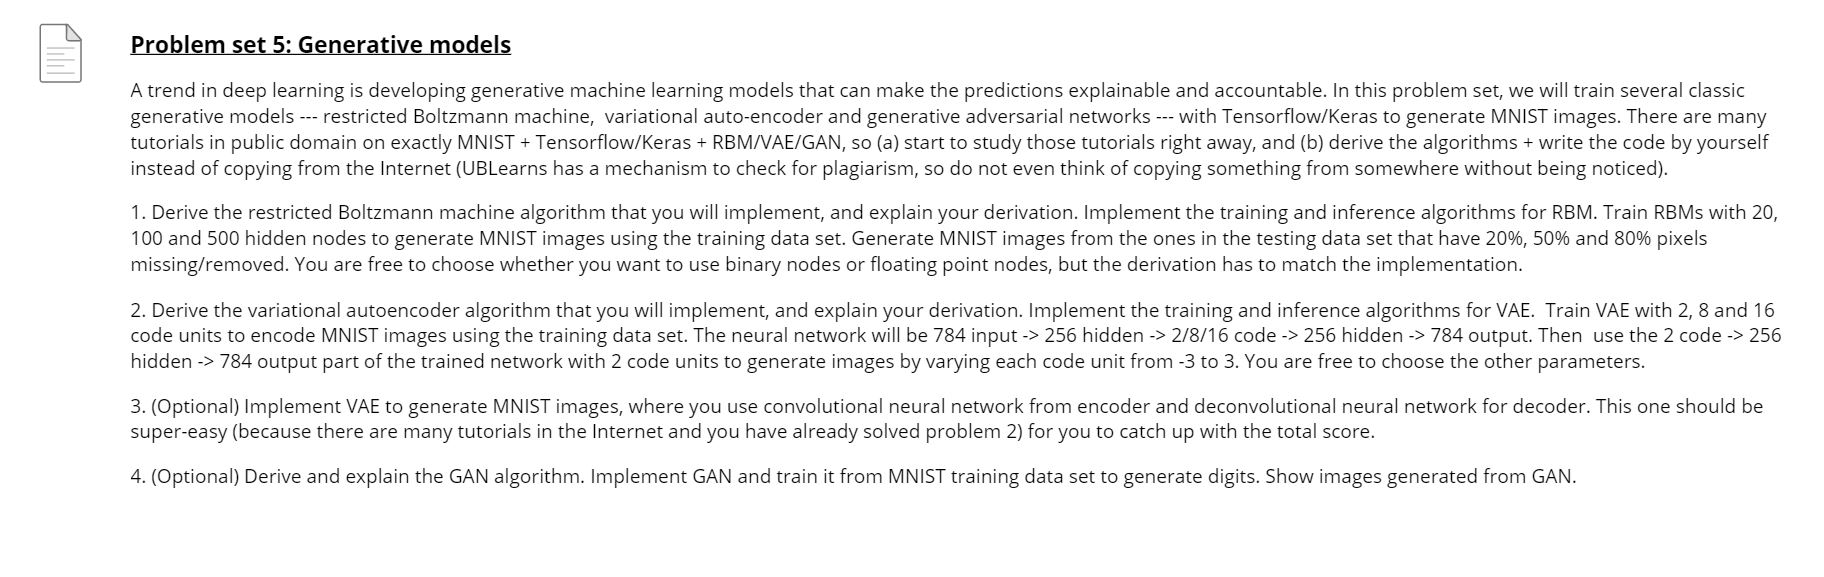 Problem set 5: Generative models
A trend in deep learning is developing generative machine learning models that can make the predictions explainable and accountable. In this problem set, we will train several classic
generative models --- restricted Boltzmann machine,  variational auto-encoder and generative adversarial networks --- with Tensorflow/Keras to generate MNIST images. There are many
tutorials in public domain on exactly MNIST + Tensorflow/Keras + RBM/VAE/GAN, so (a) start to study those tutorials right away, and (b) derive the algorithms + write the code by yourself
instead of copying from the Internet (UBLearns has a mechanism to check for plagiarism, so do not even think of copying something from somewhere without being noticed).
1. Derive the restricted Boltzmann machine algorithm that you will implement, and explain your derivation. Implement the training and inference algorithms for RBM. Train RBMs with 20,
100 and 500 hidden nodes to generate MNIST images using the training data set. Generate MNIST images from the ones in the testing data set that have 20%, 50% and 80% pixels
missing/removed. You are free to choose whether you want to use binary nodes or floating point nodes, but the derivation has to match the implementation.
2. Derive the variational autoencoder algorithm that you will implement, and explain your derivation. Implement the training and inference algorithms for VAE.  Train VAE with 2, 8 and 16
code units to encode MNIST images using the training data set. The neural network will be 784 input -> 256 hidden -> 2/8/16 code -> 256 hidden -> 784 output. Then  use the 2 code -> 256
hidden -> 784 output part of the trained network with 2 code units to generate images by varying each code unit from -3 to 3. You are free to choose the other parameters.
3. (Optional) Implement VAE to generate MNIST images, where you use convolutional neural network from encoder and deconvolutional neural network for decoder. This one should be
super-easy (because there are many tutorials in the Internet and you have already solved problem 2) for you to catch up with the total score.
4. (Optional) Derive and explain the GAN algorithm. Implement GAN and train it from MNIST training data set to generate digits. Show images generated from GAN.